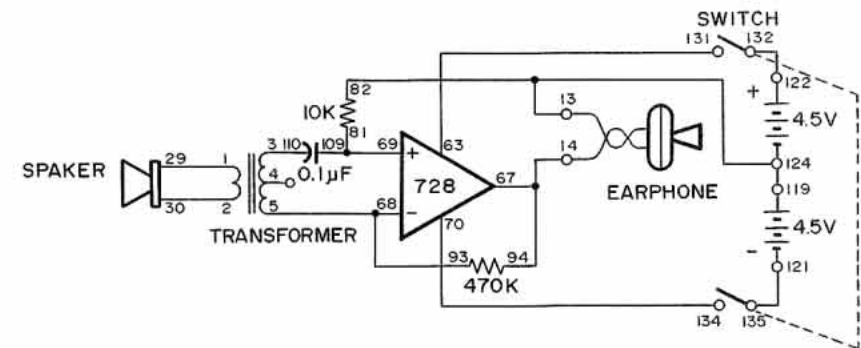 SWITCH
131 132
82
122
+
10K
13
4.5V
81
3 110 109 69 + 63
SPAKER
29
1
4
0.1µF
14
124
728
67
119
EARPHONE
30
2
5
68 -
70
4.5V
TRANSFORMER
93 94
-
470K
121
134 135